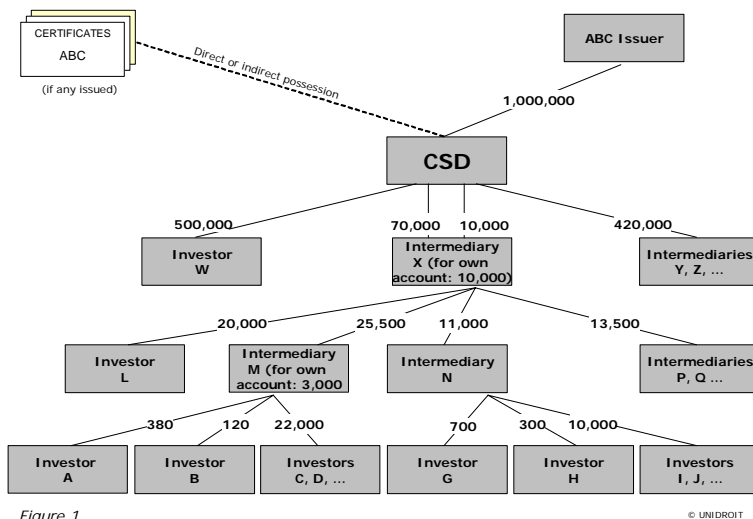 CERTIFICATES
ABC
(if any issued)
Direct or indirect possession
ABC Issuer
1,000,000
CSD
500,000
70,000
10,000
420,000
Investor
W
Intermediary
X (for own
account: 10,000)
Intermediaries
Y, Z, ...
20,000
25,500
11,000
13,500
Investor
L
Intermediary
M (for own
account: 3,000
Intermediary
N
Intermediaries
P, Q ...
380
120
22,000
700
300
10,000
Investor
A
Investor
B
Investors
C, D, ...
Investor
G
Investor
H
Investors
I, J, ...
Figure 1
© UNIDROIT